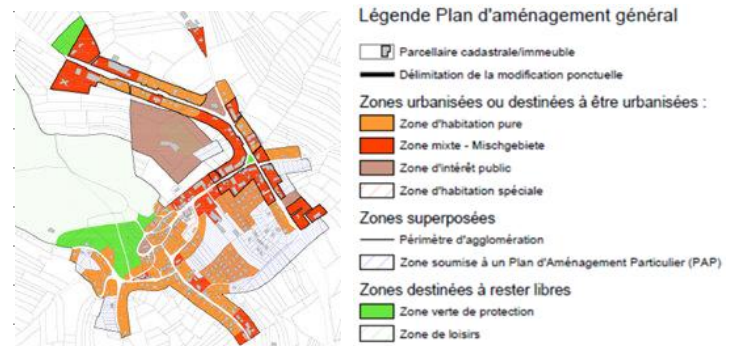 Légende Plan d'aménagement général
Parcellaire cadastrale/immeuble
Délimitation de la modification ponctuelle
Zones urbanisées ou destinées à être urbanisées :
Zone d'habitation pure
Zone mixte - Mischgebiete
Zone d'intérêt public
Zone d'habitation spéciale
Zones superposées
Périmètre d'agglomération
Zone soumise à un Plan d'Aménagement Particulier (PAP)
Zones destinées à rester libres
Zone verte de protection
Zone de loisirs